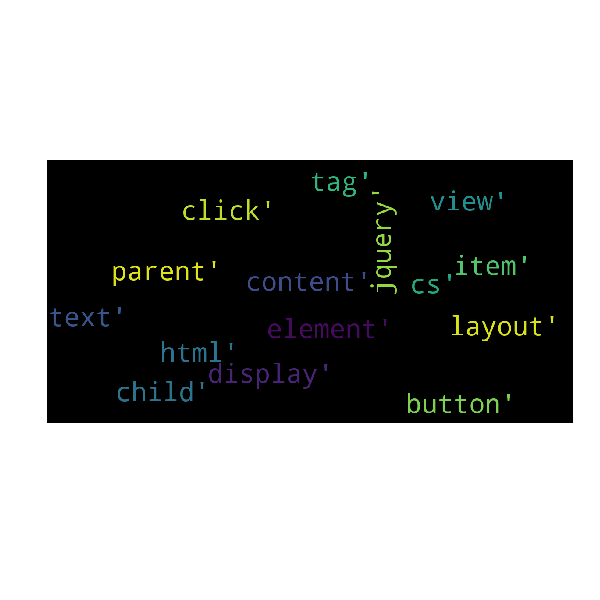 tag'
click'
view'
jquery'
parent'
content'
cs'
item'
text'
element'
layout'
html'
display'
child'
button'